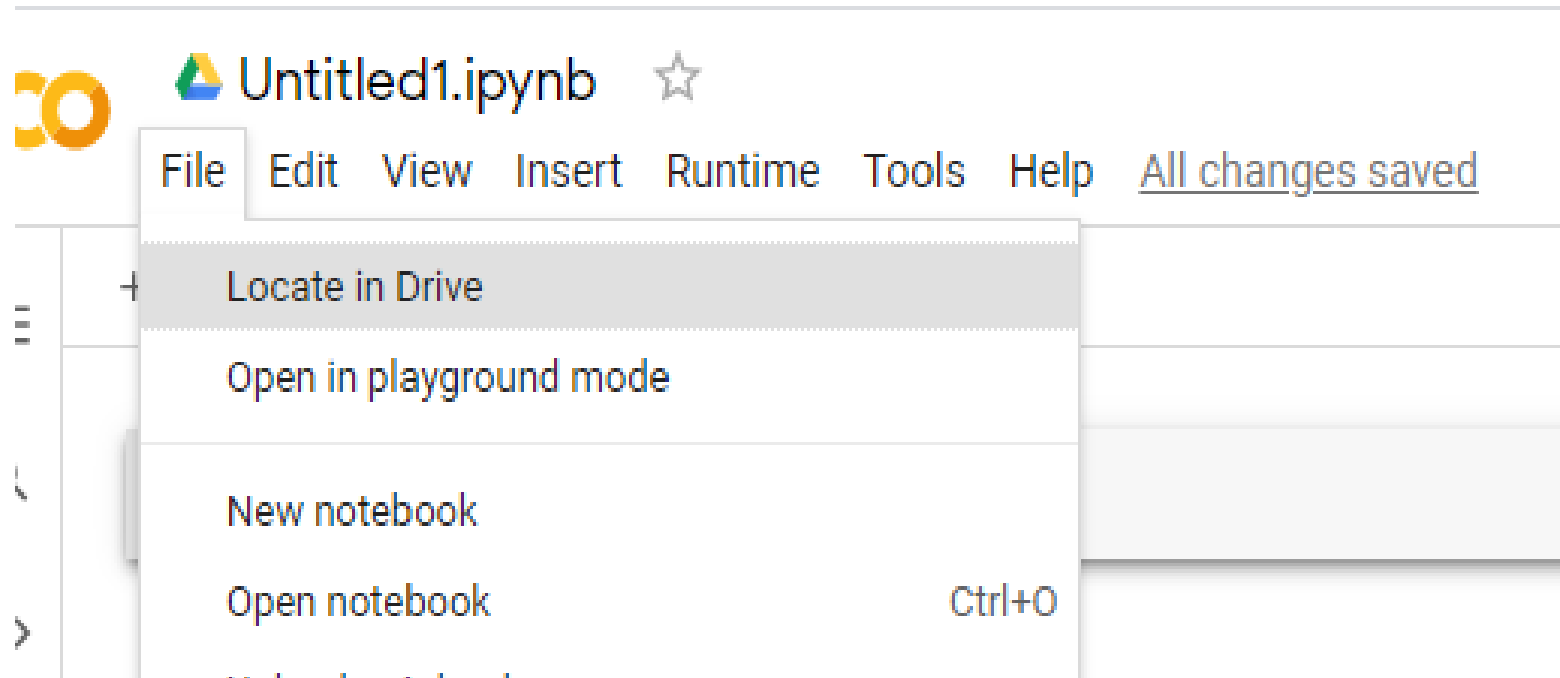 CO
Untitled1.ipynb
File Edit View Insert Runtime Tools Help All changes saved
Locate in Drive
Open in playground mode
New notebook
Open notebook Ctrl+O